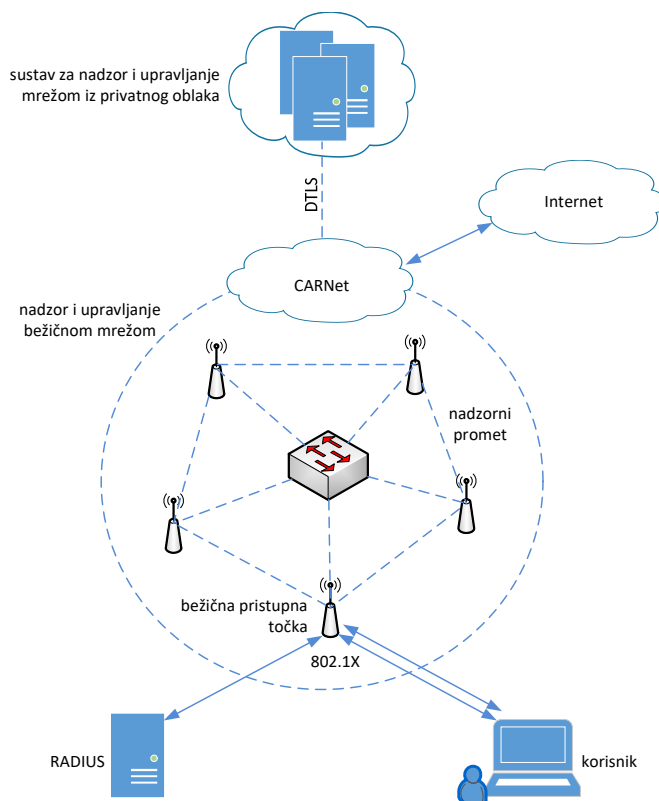 sustav za nadzor i upravljanje
mrežom iz privatnog oblaka
DTLS
Internet
CARNet
nadzor i upravljanje
bežičnom mrežom
nadzorni
promet
bežična pristupna
točka
802.1X
RADIUS
korisnik